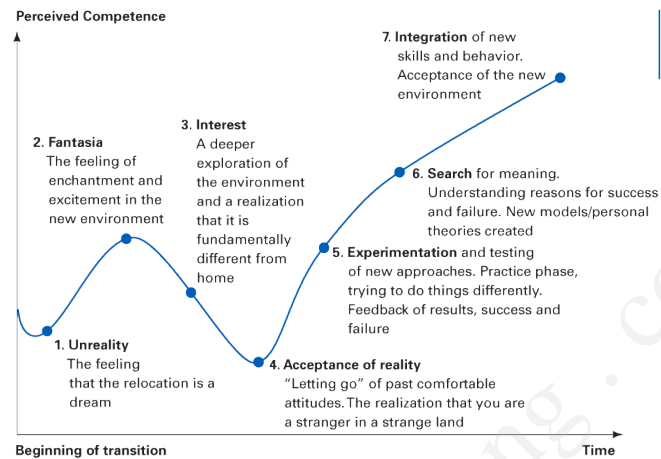 Perceived Competence
7. Integration of new
skills and behavior.
Acceptance of the new
environment
3. Interest
A deeper
exploration of
the environment
and a realization
that it is
fundamentally
different from
home
2. Fantasia
The feeling of
enchantment and
excitement in the
new environment
6. Search for meaning.
Understanding reasons for success
and failure. New models/personal
theories created
5. Experimentation and testing
of new approaches. Practice phase,
trying to do things differently.
Feedback of results, success and
failure
1. Unreality
The feeling
that the relocation is a
dream
4. Acceptance of reality
"Letting go" of past comfortable
attitudes. The realization that you are
a stranger in a strange land
Beginning of transition
Time